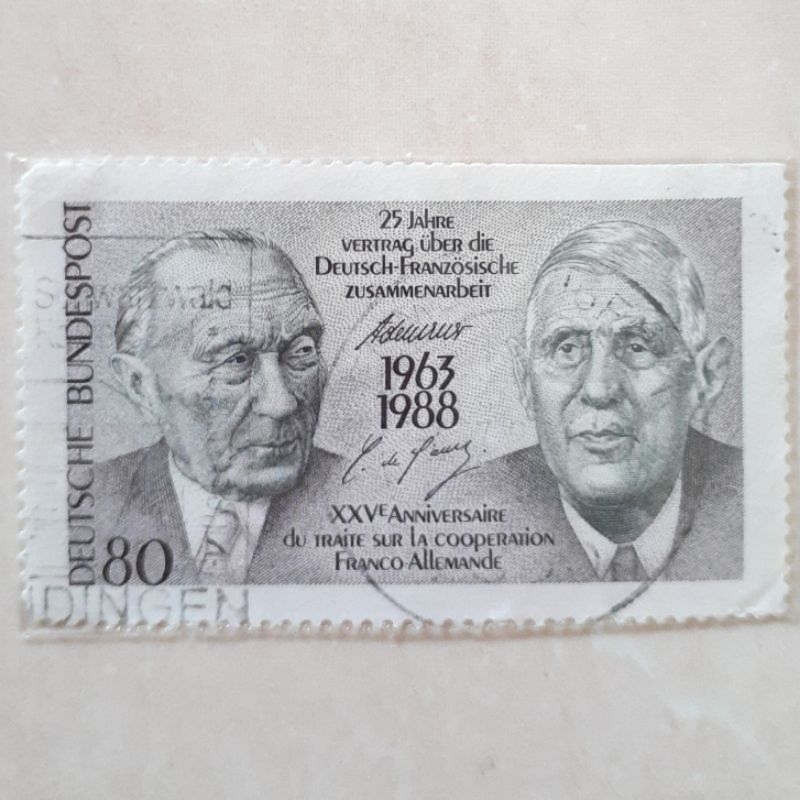 DEUTSCHE BUNDESPOST
80
25 JAHRE
VERTRAG ÜBER DIE
DEUTSCH-FRANZÖSISCHE
ZUSAMMENARBEIT
Adenauer
1963
1988
C. de Gaulle
XXVE ANNIVERSAIRE
DU TRAITE SUR LA COOPERATION
FRANCO-ALLEMANDE
Schwarzwald
DINGEN